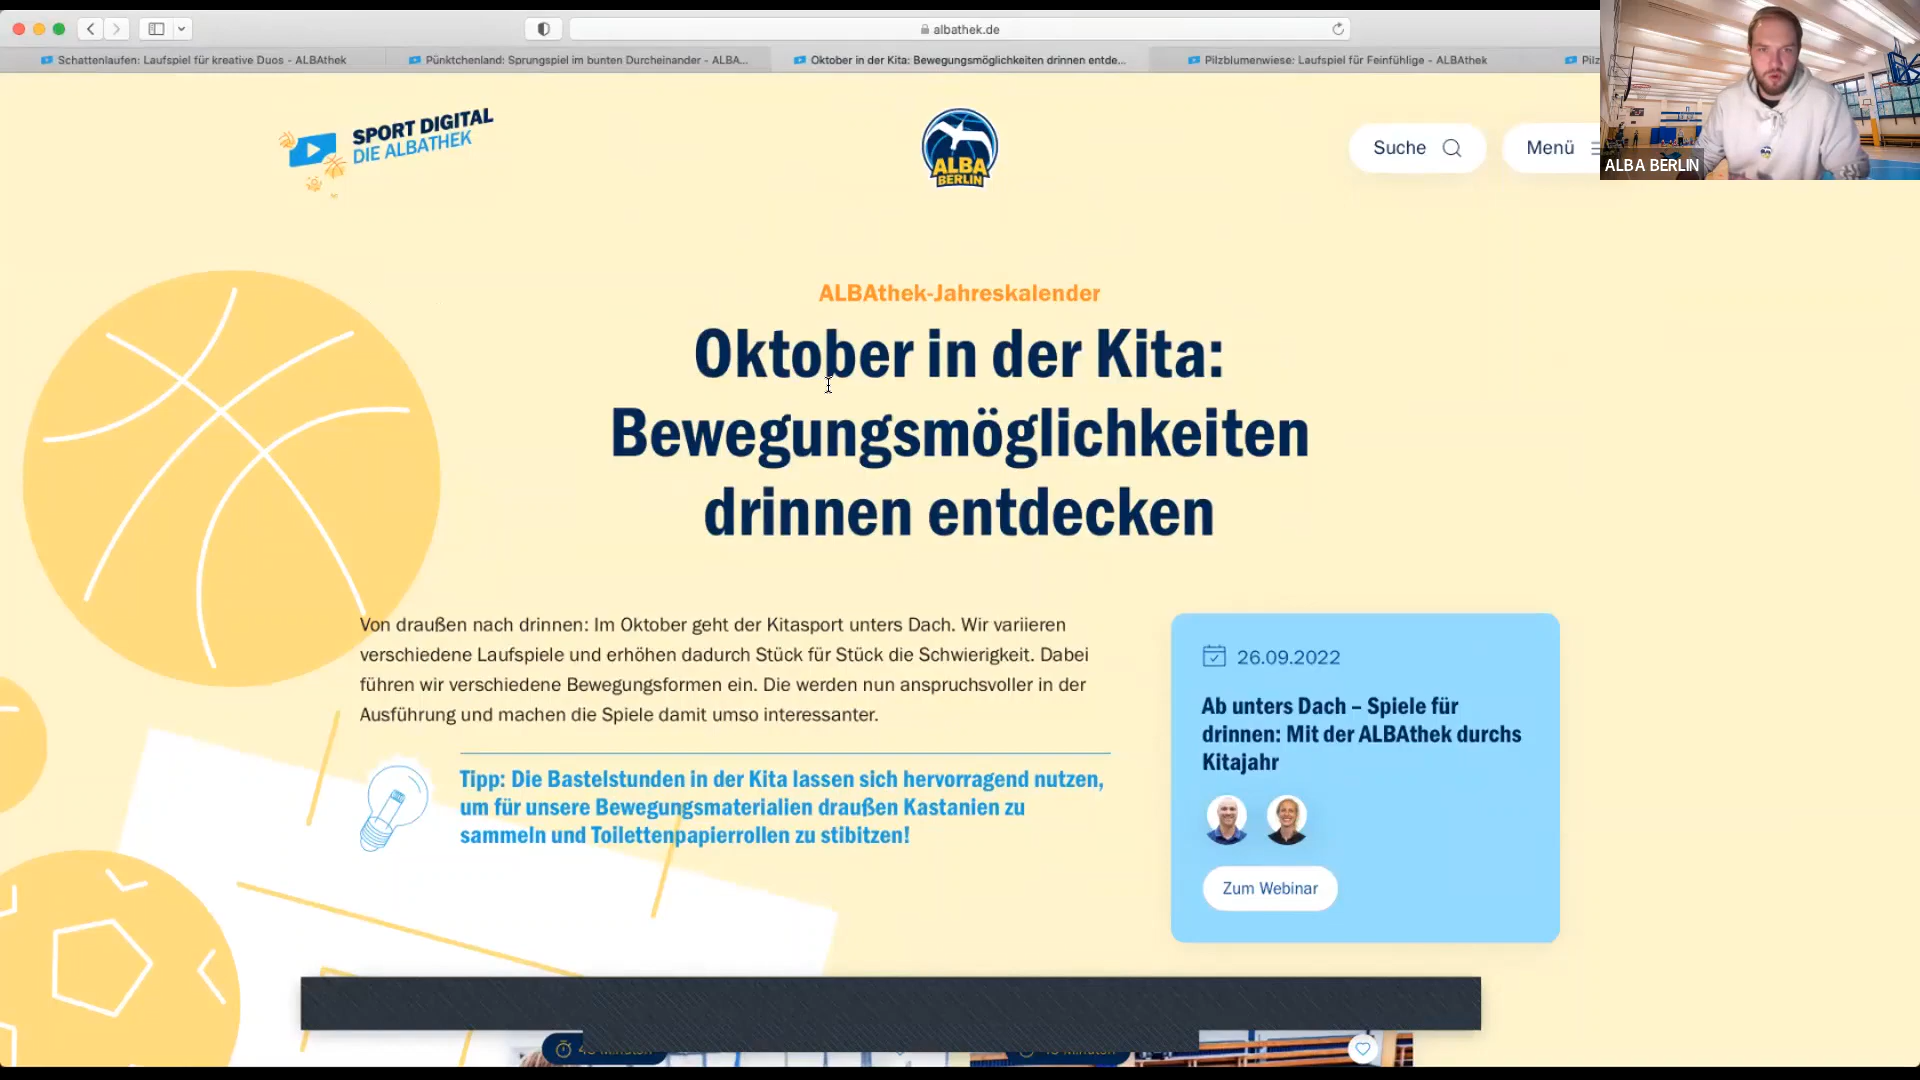 albathek.de
Schattenlaufen: Laufspiel für kreative Duos - ALBAthek
Pünktchenland: Sprungspiel im bunten Durcheinander - ALBA...
Oktober in der Kita: Bewegungsmöglichkeiten drinnen entde...
Pilzblumenwiese: Laufspiel für Feinfühlige - ALBAthek
SPORT DIGITAL
DIE ALBATHEK
ALBA
BERLIN
Suche
Menü
ALBA BERLIN
ALBAthek-Jahreskalender
Oktober in der Kita:
Bewegungsmöglichkeiten
drinnen entdecken
Von draußen nach drinnen: Im Oktober geht der Kitasport unters Dach. Wir variieren
verschiedene Laufspiele und erhöhen dadurch Stück für Stück die Schwierigkeit. Dabei
führen wir verschiedene Bewegungsformen ein. Die werden nun anspruchsvoller in der
Ausführung und machen die Spiele damit umso interessanter.
Tipp: Die Bastelstunden in der Kita lassen sich hervorragend nutzen,
um für unsere Bewegungsmaterialien draußen Kastanien zu
sammeln und Toilettenpapierrollen zu stibitzen!
26.09.2022
Ab unters Dach – Spiele für
drinnen: Mit der ALBAthek durchs
Kitajahr
Zum Webinar